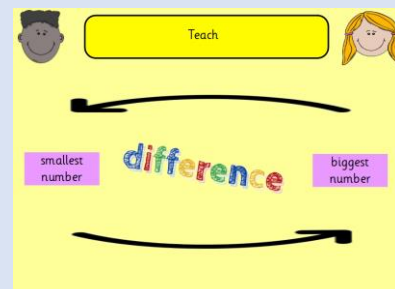 Teach
smallest
number
difference
biggest
number